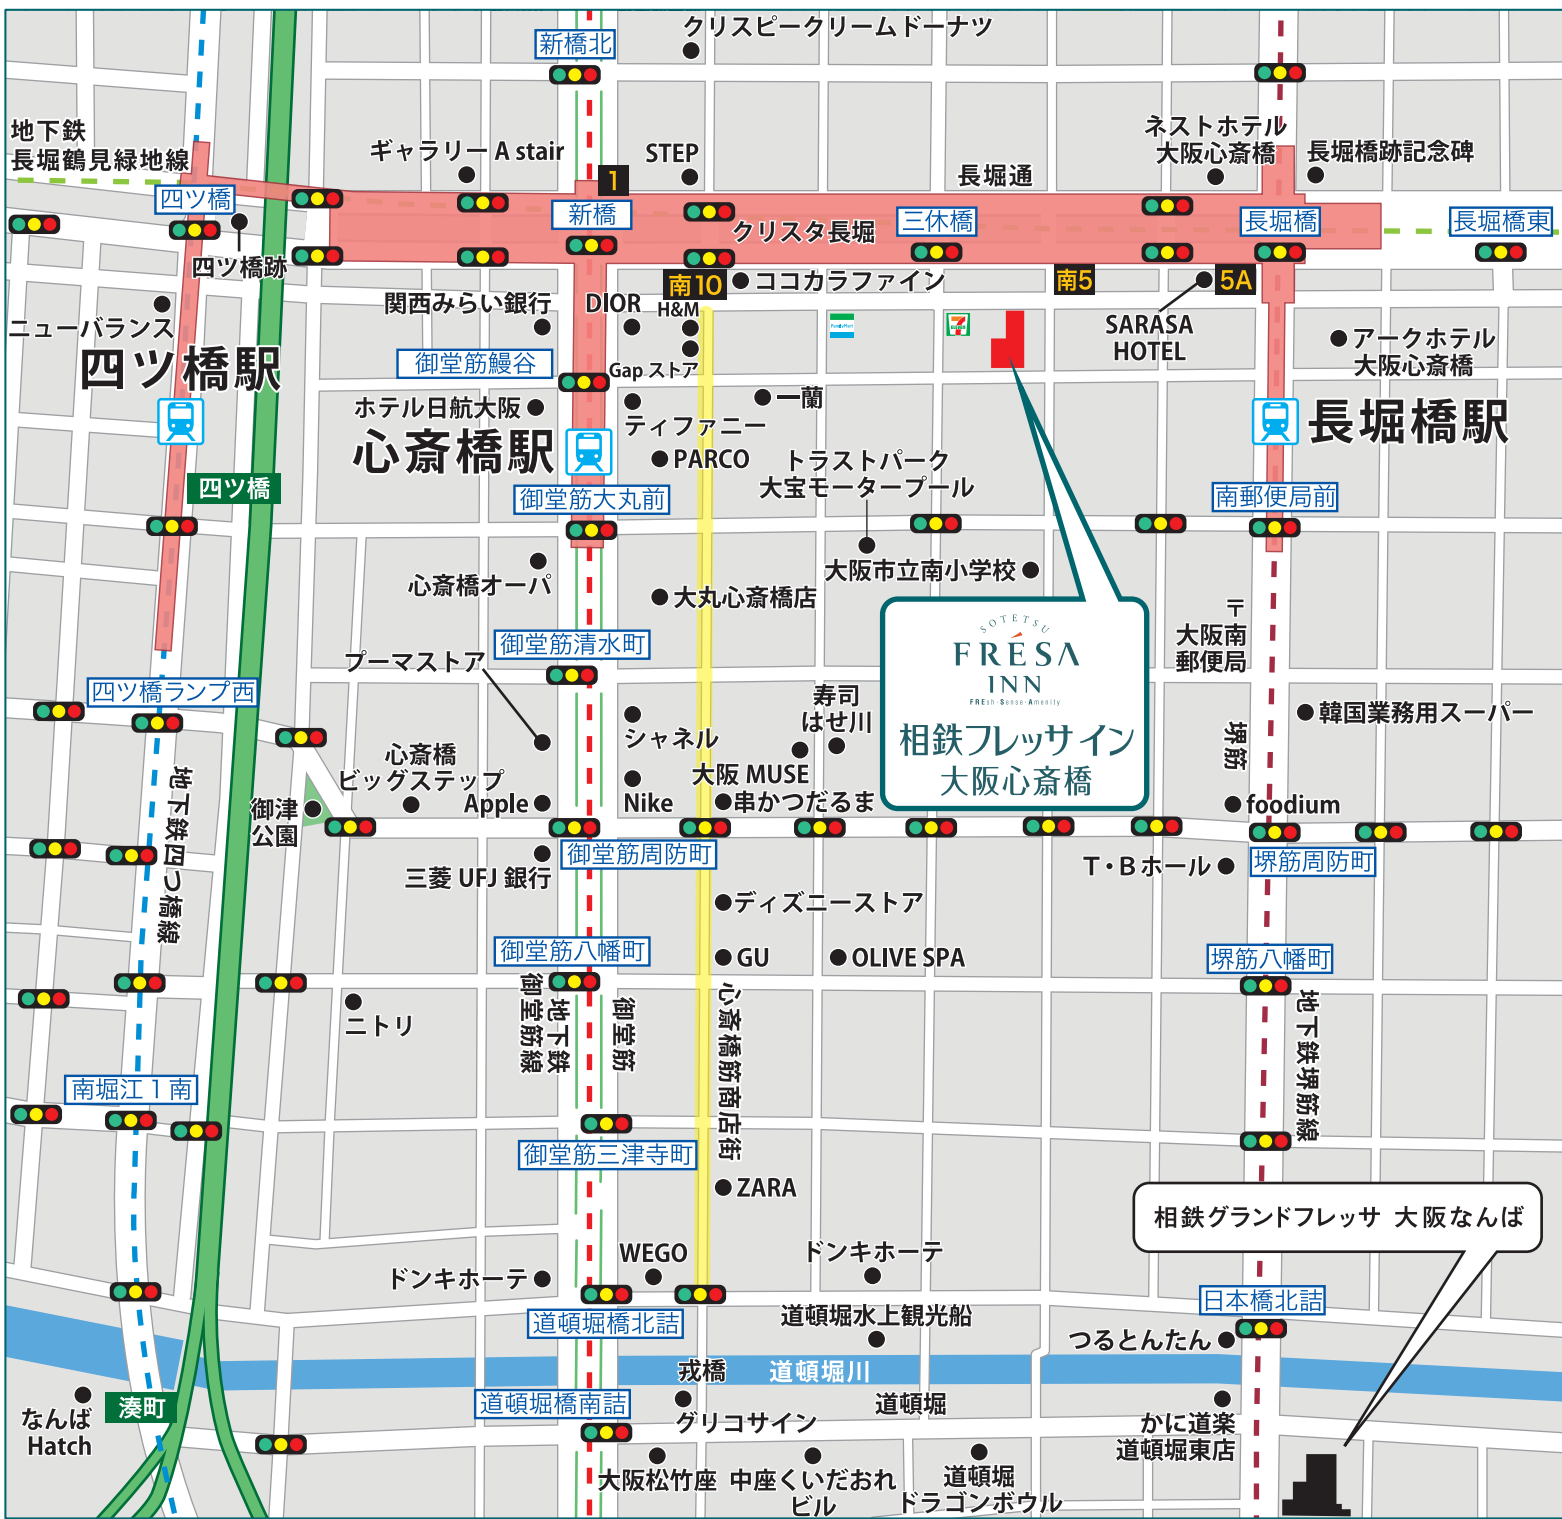 クリスピークリームドーナツ
新橋北
地下鉄
長堀鶴見緑地線
ギャラリー A stair
STEP
1
長堀通
ネストホテル
大阪心斎橋
長堀橋跡記念碑
四ツ橋
新橋
クリスタ長堀
三休橋
長堀橋
長堀橋東
四ツ橋跡
南10
ココカラファイン
南5
5A
関西みらい銀行
DIOR
H&M
ニューバランス
四ツ橋駅
御堂筋鰻谷
Gap ストア
FamilyMart
7
ELEVEN
SARASA
HOTEL
アークホテル
大阪心斎橋
ホテル日航大阪
心斎橋駅
ティファニー
一蘭
PARCO
トラストパーク
大宝モータープール
長堀橋駅
四ツ橋
御堂筋大丸前
南郵便局前
心斎橋オーパ
大丸心斎橋店
大阪市立南小学校
〒
大阪南
郵便局
SOTETSU
FRESA
INN
FREsh・Sense・Amenity
相鉄フレッサイン
大阪心斎橋
御堂筋清水町
プーマストア
四ツ橋ランプ西
シャネル
寿司
はせ川
韓国業務用スーパー
堺筋
心斎橋
ビッグステップ
大阪 MUSE
御津
公園
Apple
Nike
串かつだるま
foodium
地下鉄四つ橋線
三菱 UFJ 銀行
御堂筋周防町
T・Bホール
堺筋周防町
ディズニーストア
御堂筋八幡町
GU
OLIVE SPA
堺筋八幡町
ニトリ
地下鉄
御堂筋線
御堂筋
心斎橋筋商店街
地下鉄堺筋線
南堀江1南
御堂筋三津寺町
ZARA
相鉄グランドフレッサ 大阪なんば
WEGO
ドンキホーテ
ドンキホーテ
道頓堀橋北詰
道頓堀水上観光船
日本橋北詰
つるとんたん
戎橋
道頓堀川
湊町
なんば
Hatch
道頓堀橋南詰
グリコサイン
道頓堀
かに道楽
道頓堀東店
大阪松竹座
中座くいだおれ
ビル
道頓堀
ドラゴンボウル